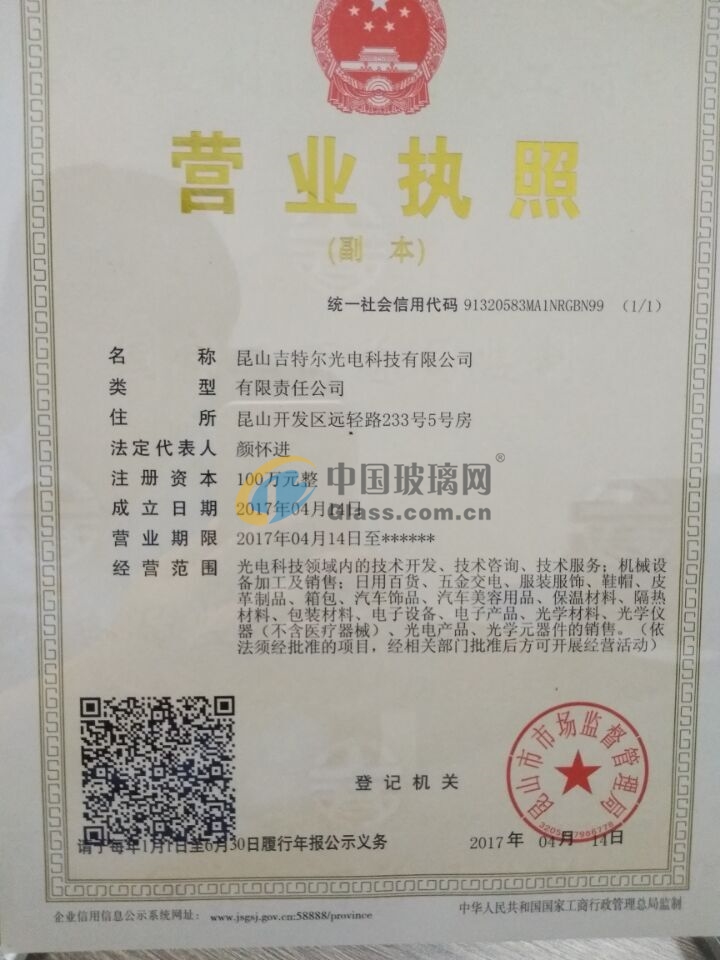 营业执照
(副 本)
统一社会信用代码 91320583MA1NRGBN99 (1/1)
名 称 昆山吉特尔光电科技有限公司
类 型 有限责任公司
住 所 昆山开发区远轻路233号5号房
法定代表人 颜怀进
注册资本 100万元整
成立日期 2017年04月14日
营业期限 2017年04月14日至******
经营范围 光电科技领域内的技术开发、技术咨询、技术服务；机械设
备加工及销售；日用百货、五金交电、服装服饰、鞋帽、皮
革制品、箱包、汽车饰品、汽车美容用品、保温材料、隔热
材料、包装材料、电子设备、电子产品、光学材料、光学仪
器（不含医疗器械）、光电产品、光学元器件的销售。（依
法须经批准的项目，经相关部门批准后方可开展经营活动）
中国玻璃网®
Glass.com.cn
登记机关
昆山市市场监督管理局
请于每年1月1日至6月30日履行年报公示义务
2017年 04月 14日
企业信用信息公示系统网址： www.jsgsj.gov.cn:58888/province
中华人民共和国国家工商行政管理总局监制